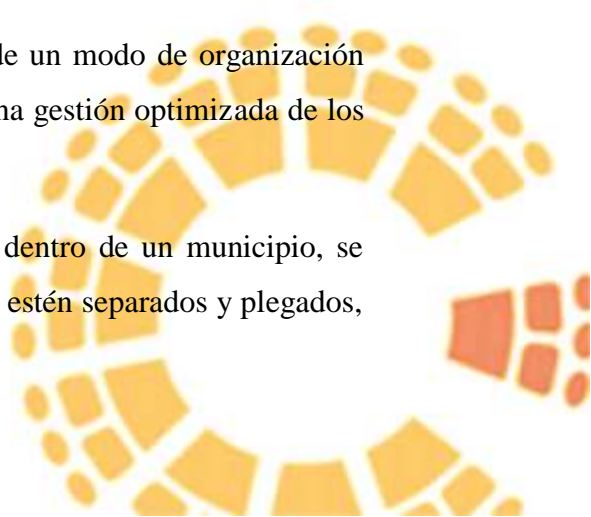 de un modo de organización
na gestión optimizada de los
dentro de un municipio, se
estén separados y plegados,